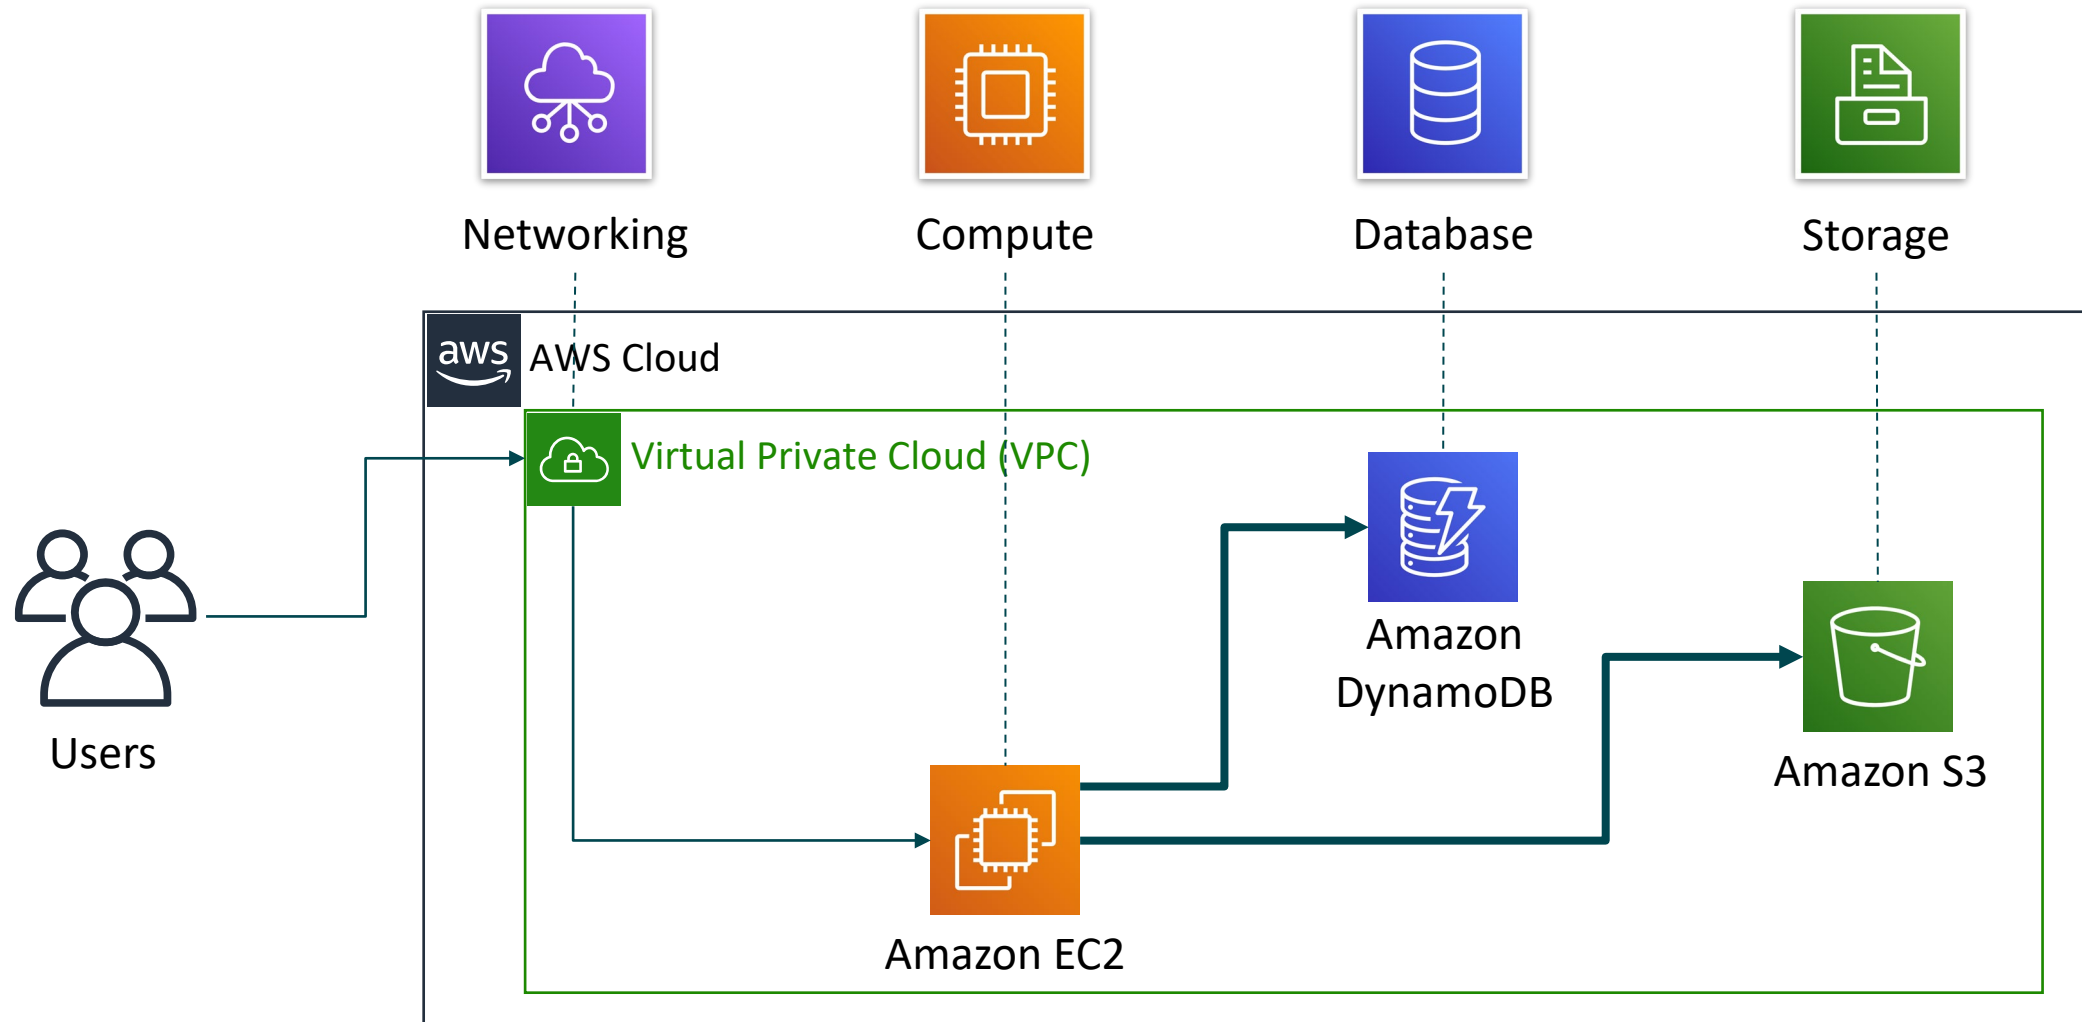 Networking
Compute
Database
Storage
aws
AWS Cloud
Virtual Private Cloud (VPC)
Users
Amazon
DynamoDB
Amazon S3
Amazon EC2